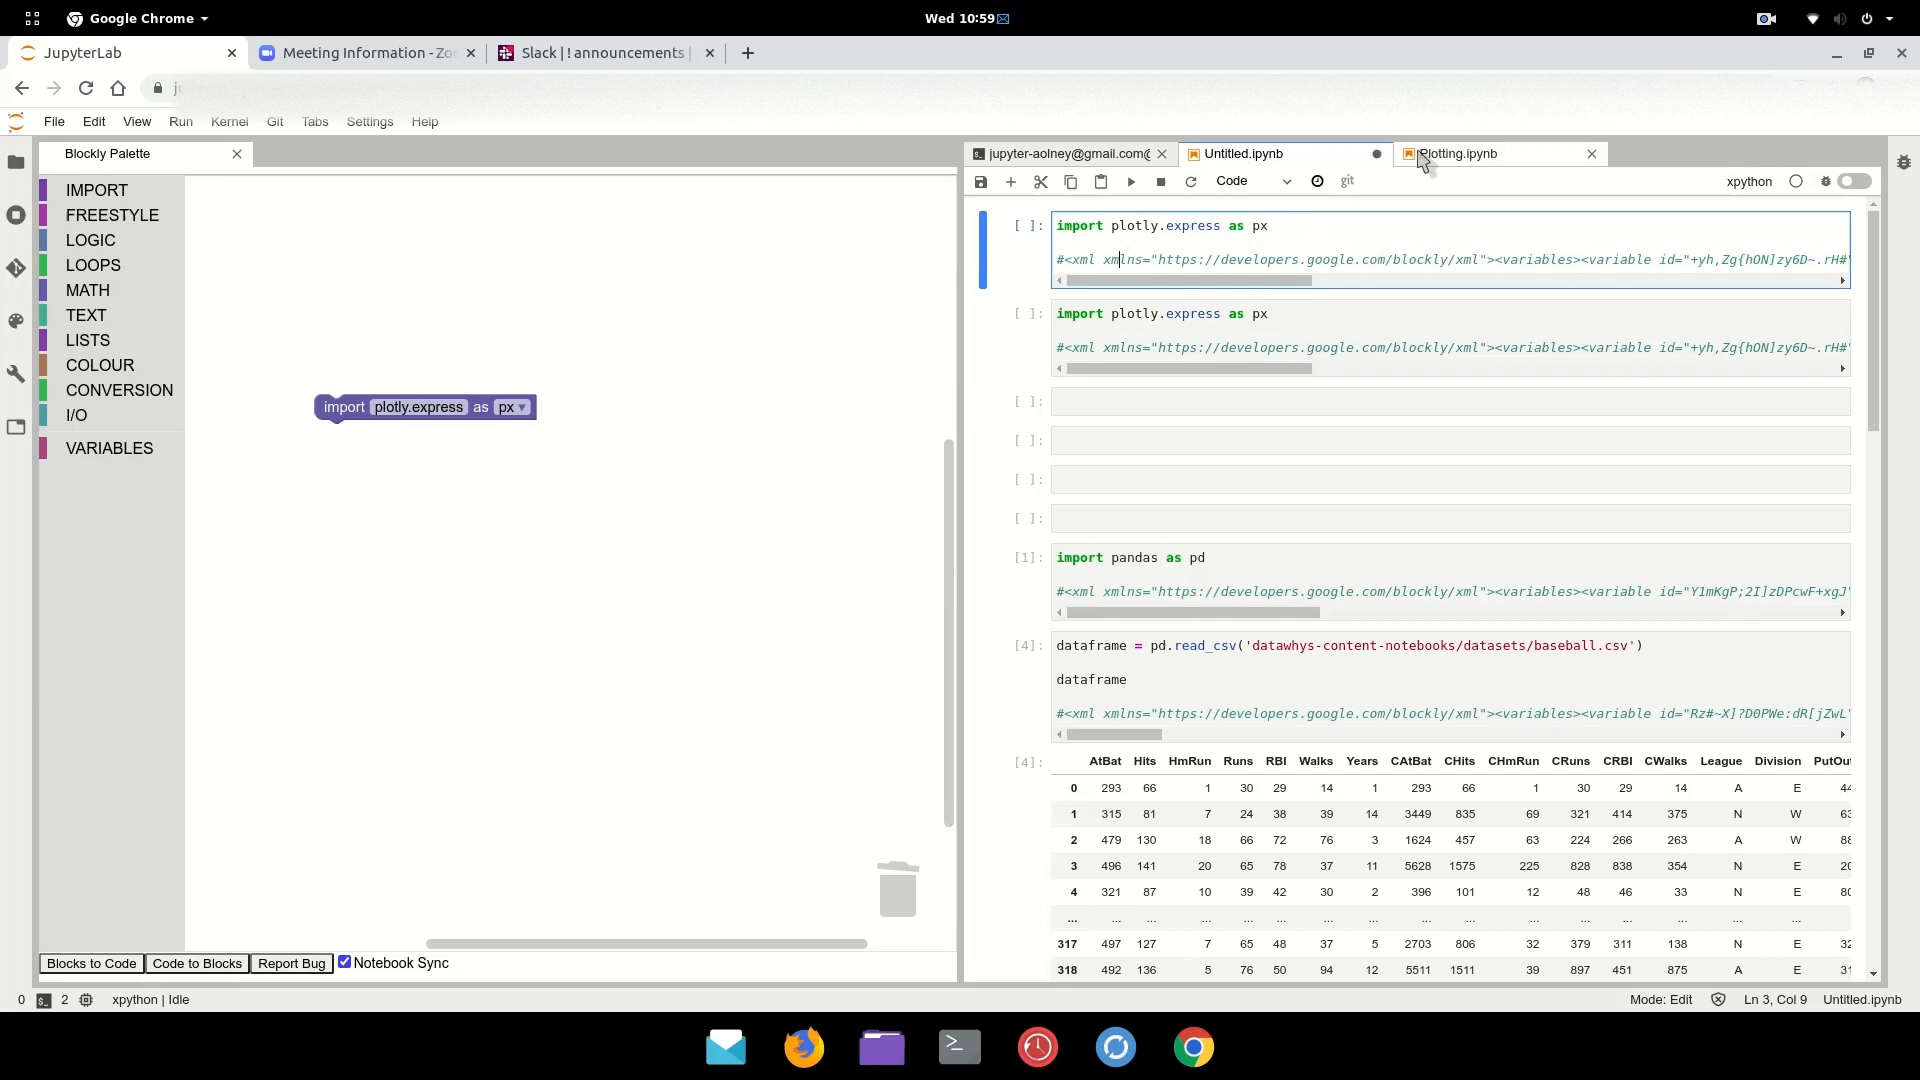 Google Chrome
Wed 10:59
JupyterLab
Meeting Information - Zo
Slack | ! announcements |
File Edit View Run Kernel Git Tabs Settings Help
Blockly Palette
IMPORT
FREESTYLE
LOGIC
LOOPS
MATH
TEXT
LISTS
COLOUR
CONVERSION
I/O
VARIABLES
import plotly.express as px
Blocks to Code Code to Blocks Report Bug Notebook Sync
jupyter-aolney@gmail.com
Untitled.ipynb
Plotting.ipynb
Code git xpython
[ ]: import plotly.express as px
#<xml xmlns="https://developers.google.com/blockly/xml"><variables><variable id="+yh,Zg{hON]zy6D~.rH#"
[ ]: import plotly.express as px
#<xml xmlns="https://developers.google.com/blockly/xml"><variables><variable id="+yh,Zg{hON]zy6D~.rH#"
[ ]:
[ ]:
[ ]:
[ ]:
[1]: import pandas as pd
#<xml xmlns="https://developers.google.com/blockly/xml"><variables><variable id="Y1mKgP;2I]zDPcwF+xgJ"
[4]: dataframe = pd.read_csv('datawhys-content-notebooks/datasets/baseball.csv')
dataframe
#<xml xmlns="https://developers.google.com/blockly/xml"><variables><variable id="Rz#~X]?D0PWe:dR[jZwL"
[4]: AtBat Hits HmRun Runs RBI Walks Years CAtBat CHits CHmRun CRuns CRBI CWalks League Division PutOu
0 293 66 1 30 29 14 1 293 66 1 30 29 14 A E 44
1 315 81 7 24 38 39 14 3449 835 69 321 414 375 N W 63
2 479 130 18 66 72 76 3 1624 457 63 224 266 263 A W 88
3 496 141 20 65 78 37 11 5628 1575 225 828 838 354 N E 20
4 321 87 10 39 42 30 2 396 101 12 48 46 33 N E 80
... ... ... ... ... ... ... ... ... ... ... ... ... ... ... ...
317 497 127 7 65 48 37 5 2703 806 32 379 311 138 N E 32
318 492 136 5 76 50 94 12 5511 1511 39 897 451 875 A E 31
0 2 xpython | Idle
Mode: Edit Ln 3, Col 9 Untitled.ipynb